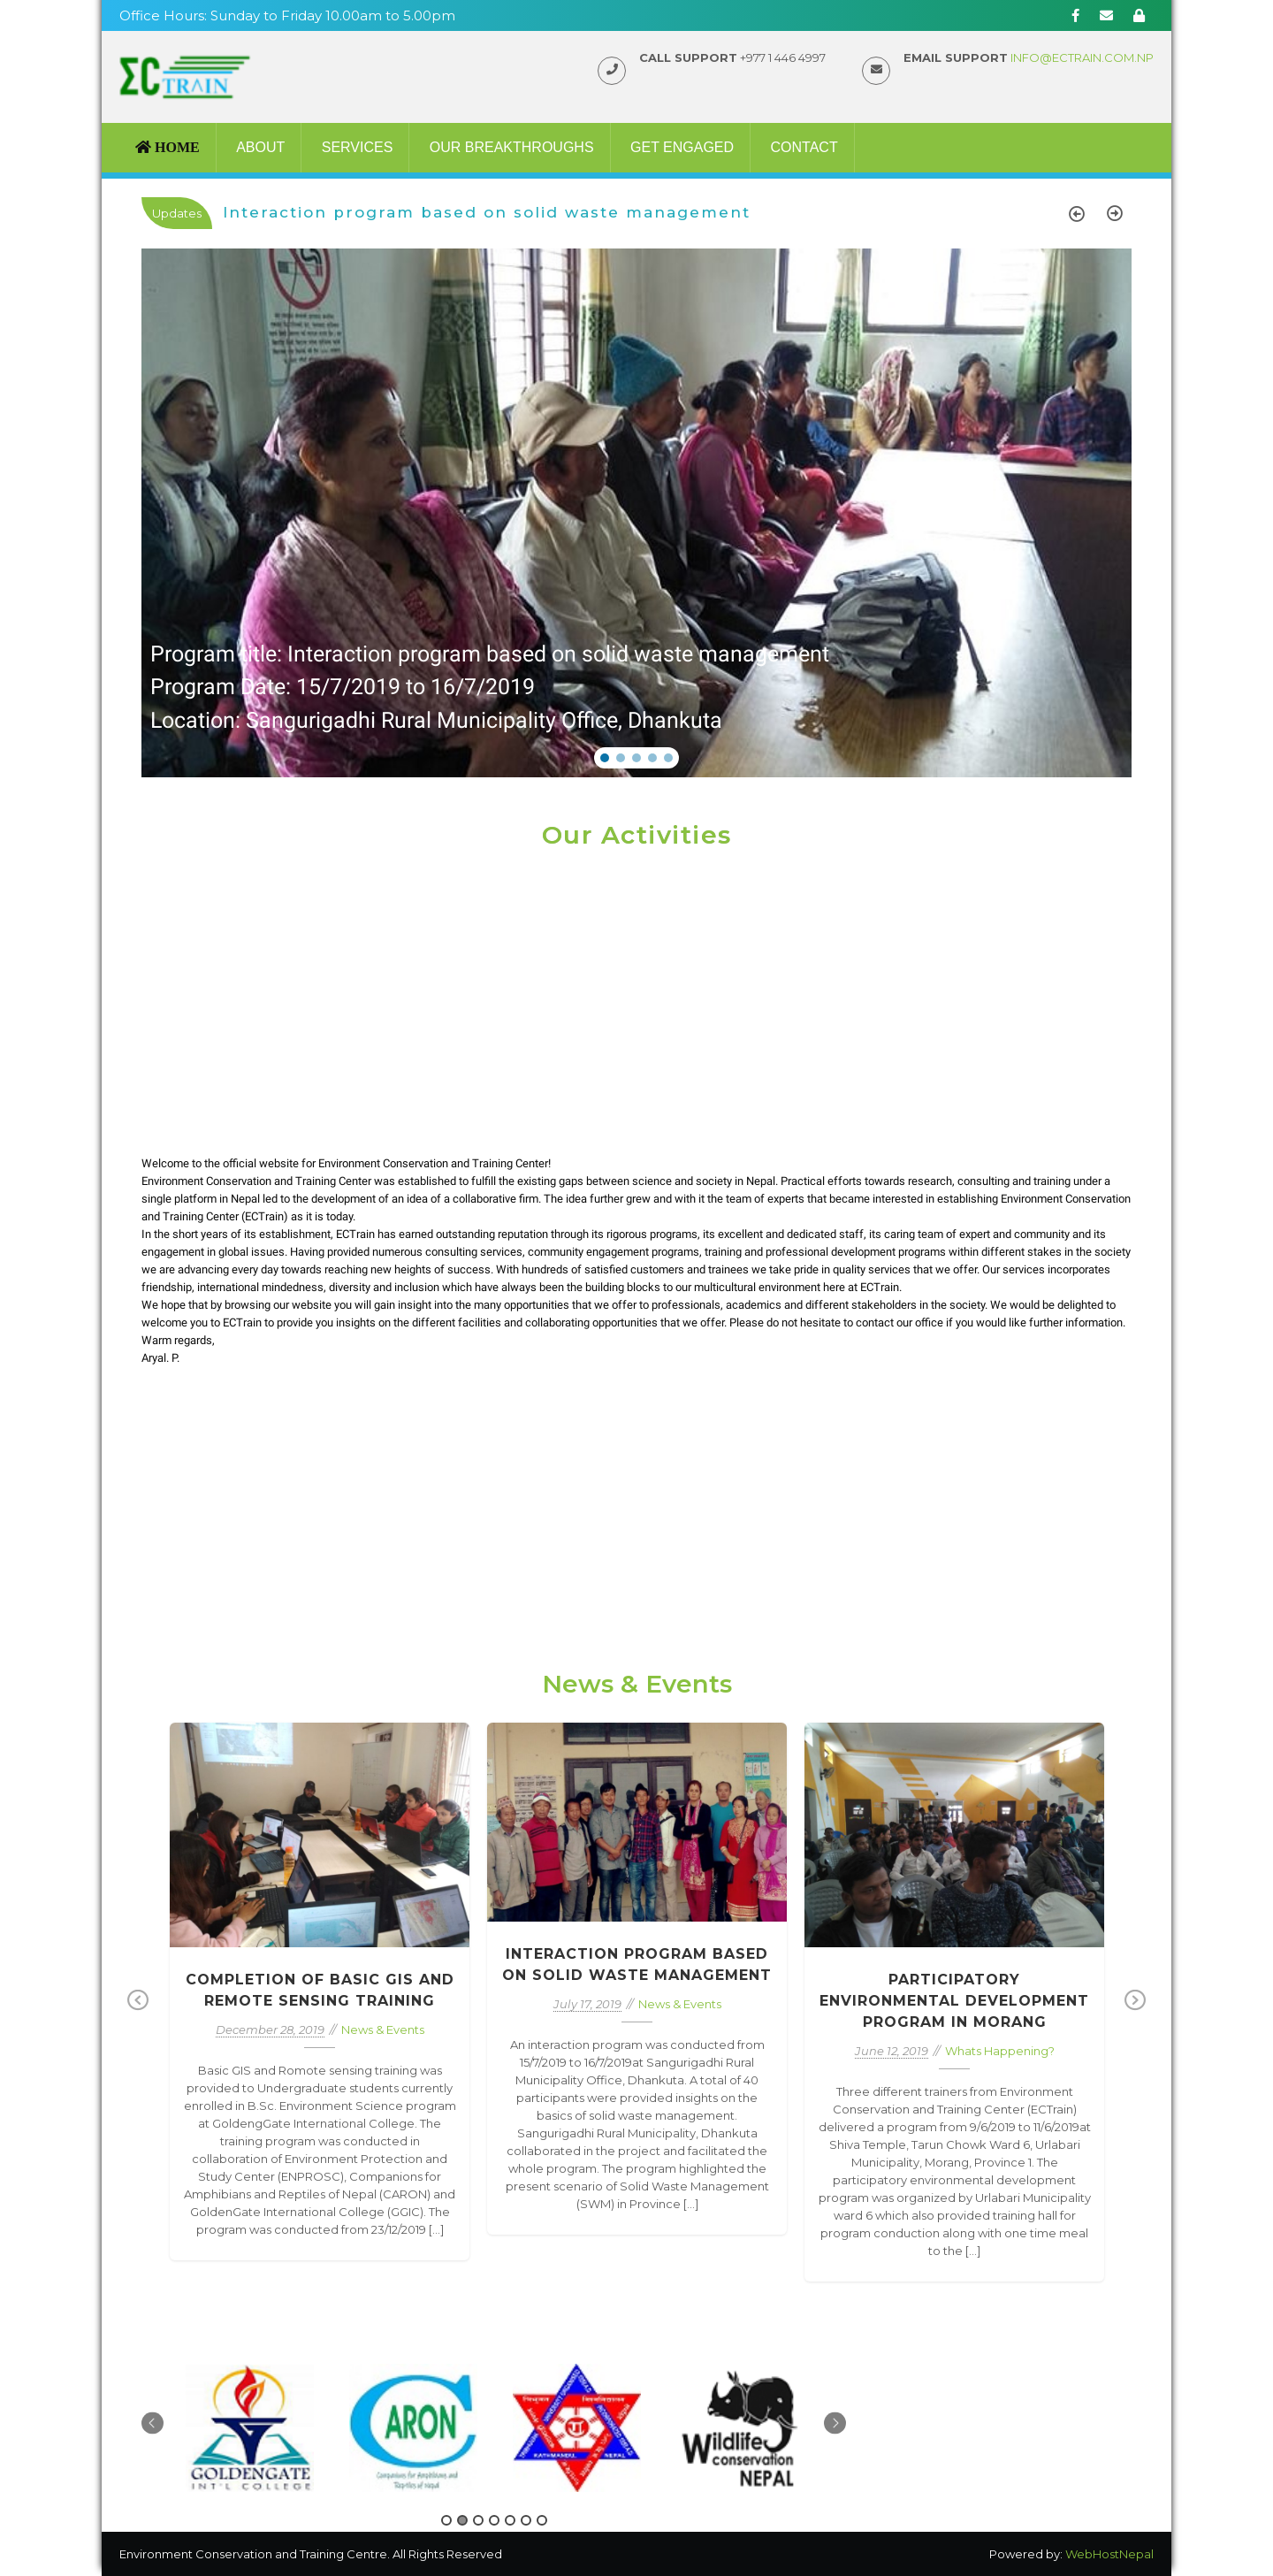 Office Hours: Sunday to Friday 10.00am to 5.00pm
ΣC TRAIN
CALL SUPPORT +977 1 446 4997
EMAIL SUPPORT INFO@ECTRAIN.COM.NP
HOME ABOUT SERVICES OUR BREAKTHROUGHS GET ENGAGED CONTACT
Updates Interaction program based on solid waste management
Program title: Interaction program based on solid waste management
Program Date: 15/7/2019 to 16/7/2019
Location: Sangurigadhi Rural Municipality Office, Dhankuta
Our Activities
Welcome to the official website for Environment Conservation and Training Center!
Environment Conservation and Training Center was established to fulfill the existing gaps between science and society in Nepal. Practical efforts towards research, consulting and training under a
single platform in Nepal led to the development of an idea of a collaborative firm. The idea further grew and with it the team of experts that became interested in establishing Environment Conservation
and Training Center (ECTrain) as it is today.
In the short years of its establishment, ECTrain has earned outstanding reputation through its rigorous programs, its excellent and dedicated staff, its caring team of expert and community and its
engagement in global issues. Having provided numerous consulting services, community engagement programs, training and professional development programs within different stakes in the society
we are advancing every day towards reaching new heights of success. With hundreds of satisfied customers and trainees we take pride in quality services that we offer. Our services incorporates
friendship, international mindedness, diversity and inclusion which have always been the building blocks to our multicultural environment here at ECTrain.
We hope that by browsing our website you will gain insight into the many opportunities that we offer to professionals, academics and different stakeholders in the society. We would be delighted to
welcome you to ECTrain to provide you insights on the different facilities and collaborating opportunities that we offer. Please do not hesitate to contact our office if you would like further information.
Warm regards,
Aryal. P.
News & Events
COMPLETION OF BASIC GIS AND
REMOTE SENSING TRAINING
December 28, 2019 // News & Events
Basic GIS and Romote sensing training was
provided to Undergraduate students currently
enrolled in B.Sc. Environment Science program
at GoldengGate International College. The
training program was conducted in
collaboration of Environment Protection and
Study Center (ENPROSC), Companions for
Amphibians and Reptiles of Nepal (CARON) and
GoldenGate International College (GGIC). The
program was conducted from 23/12/2019 [...]
INTERACTION PROGRAM BASED
ON SOLID WASTE MANAGEMENT
July 17, 2019 // News & Events
An interaction program was conducted from
15/7/2019 to 16/7/2019at Sangurigadhi Rural
Municipality Office, Dhankuta. A total of 40
participants were provided insights on the
basics of solid waste management.
Sangurigadhi Rural Municipality, Dhankuta
collaborated in the project and facilitated the
whole program. The program highlighted the
present scenario of Solid Waste Management
(SWM) in Province [...]
PARTICIPATORY
ENVIRONMENTAL DEVELOPMENT
PROGRAM IN MORANG
June 12, 2019 // Whats Happening?
Three different trainers from Environment
Conservation and Training Center (ECTrain)
delivered a program from 9/6/2019 to 11/6/2019at
Shiva Temple, Tarun Chowk Ward 6, Urlabari
Municipality, Morang, Province 1. The
participatory environmental development
program was organized by Urlabari Municipality
ward 6 which also provided training hall for
program conduction along with one time meal
to the [...]
GOLDENGATE
INT'L COLLEGE
CARON
Companions for Amphibians and
Reptiles of Nepal
KATHMANDU NEPAL
Wildlife
conservation
NEPAL
Environment Conservation and Training Centre. All Rights Reserved
Powered by: WebHostNepal